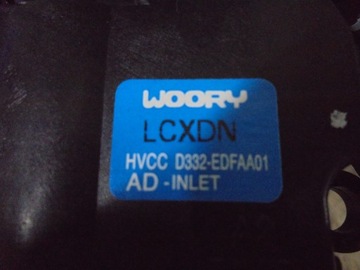 WOORY
LCXDN
HVCC D332-EDFAA01
AD - INLET